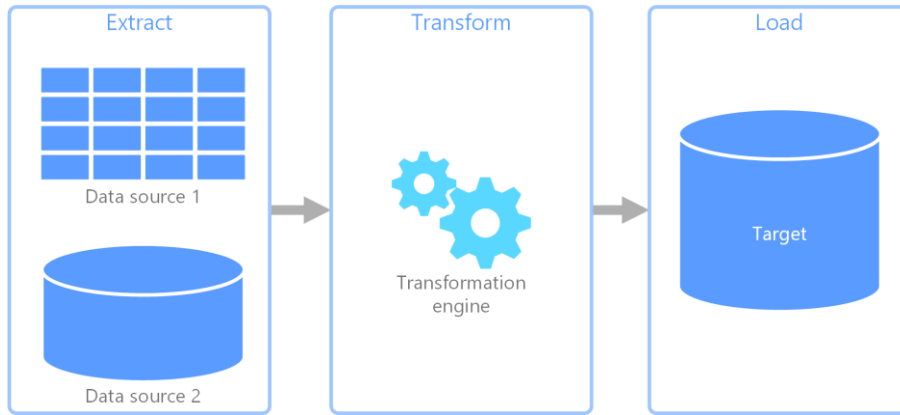 Extract
Transform
Load
Data source 1
Data source 2
Transformation
engine
Target